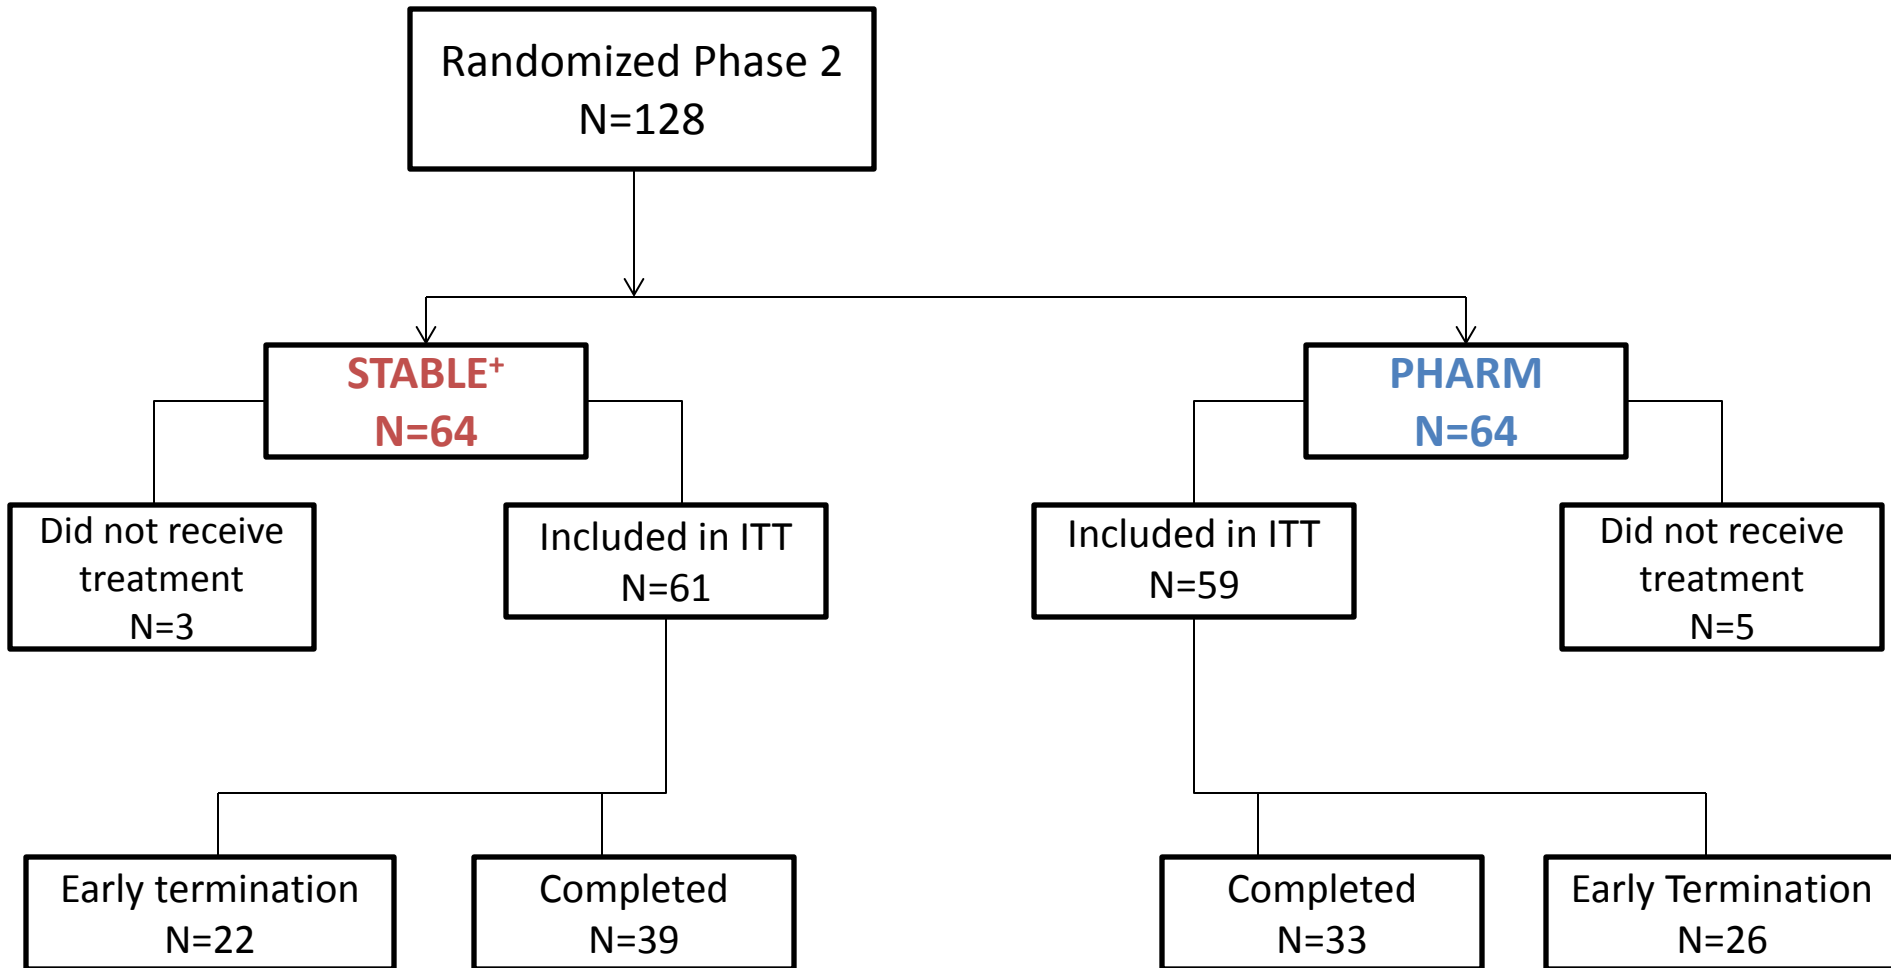 Randomized Phase 2
N=128
STABLE⁺
N=64
PHARM
N=64
Did not receive
treatment
N=3
Included in ITT
N=61
Included in ITT
N=59
Did not receive
treatment
N=5
Early termination
N=22
Completed
N=39
Completed
N=33
Early Termination
N=26